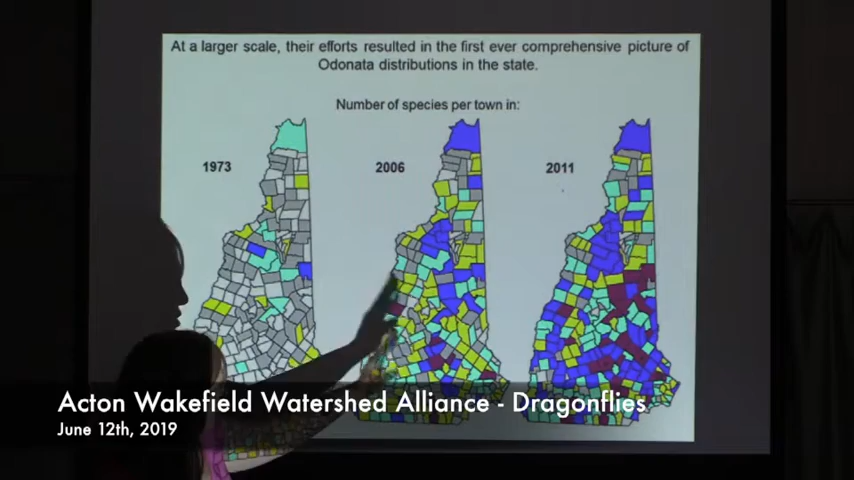 At a larger scale, their efforts resulted in the first ever comprehensive picture of
Odonata distributions in the state.
Number of species per town in:
1973
2006
2011
Acton Wakefield Watershed Alliance - Dragonflies
June 12th, 2019